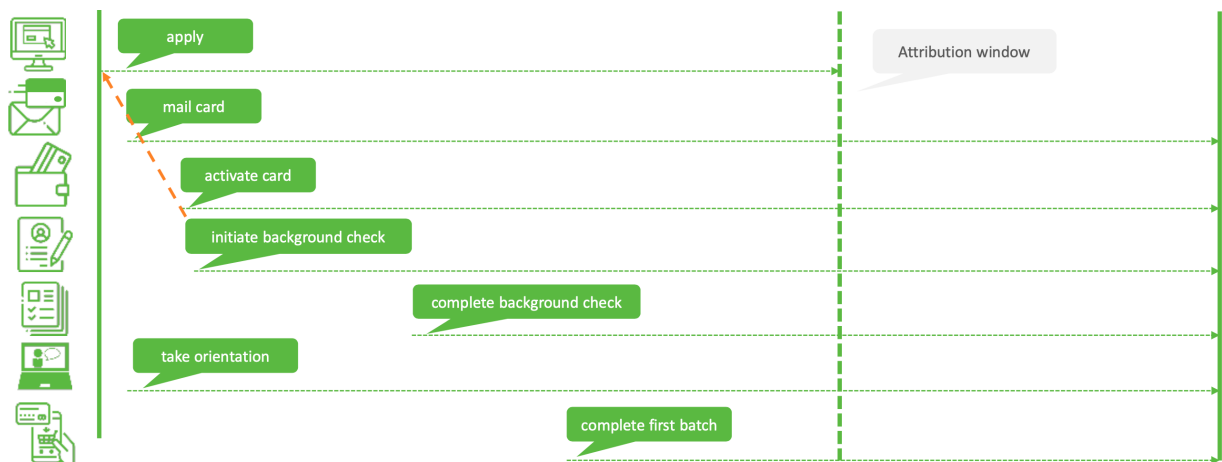 apply
Attribution window
mail card
activate card
initiate background check
complete background check
take orientation
complete first batch